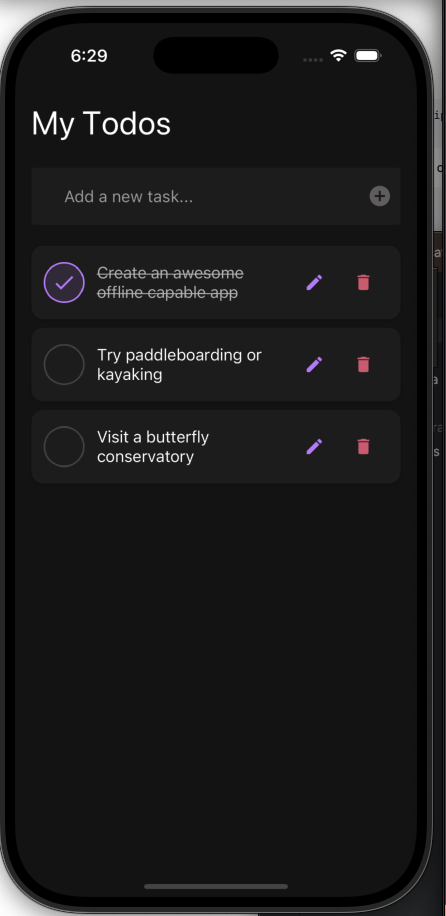 6:29
My Todos
Add a new task...
Create an awesome
offline capable app
Try paddleboarding or
kayaking
Visit a butterfly
conservatory